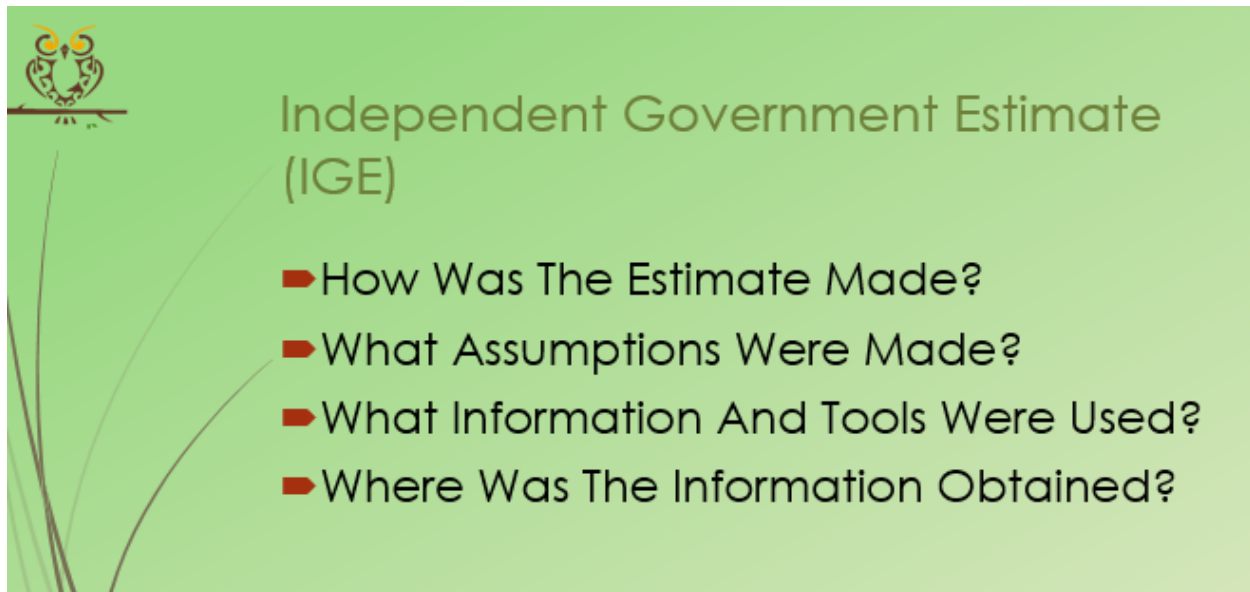 Independent Government Estimate
(IGE)
How Was The Estimate Made?
What Assumptions Were Made?
What Information And Tools Were Used?
Where Was The Information Obtained?